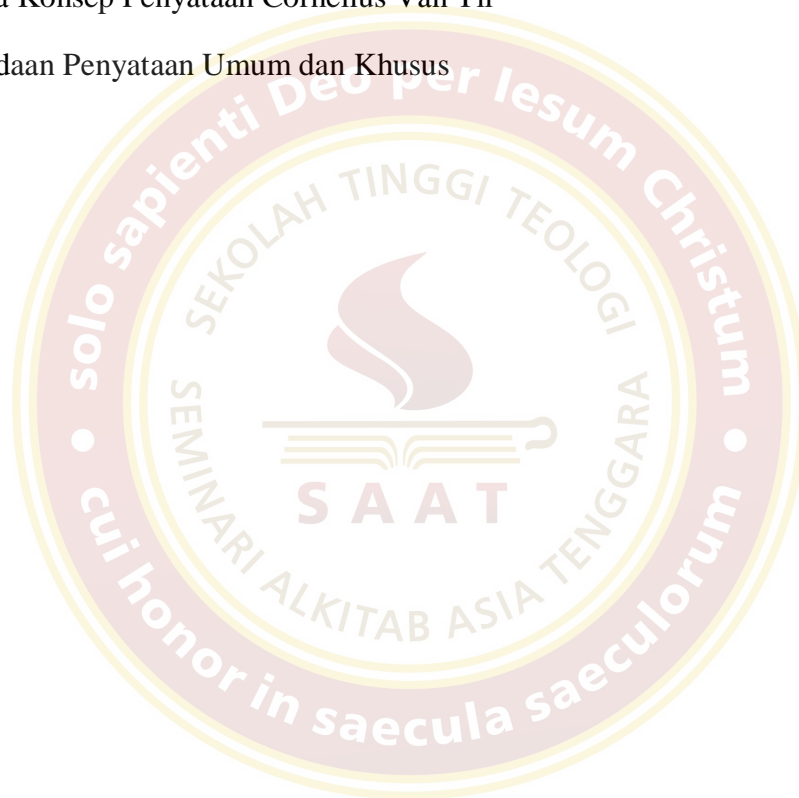 Konsep Penyataan Cornelius Van Til
daan Penyataan Umum dan Khusus
solo sapienti Deo per Iesum Christum
• cui honor in saecula saeculorum •
SEKOLAH TINGGI TEOLOGI
SEMINARI ALKITAB ASIA TENGGARA
SAAT